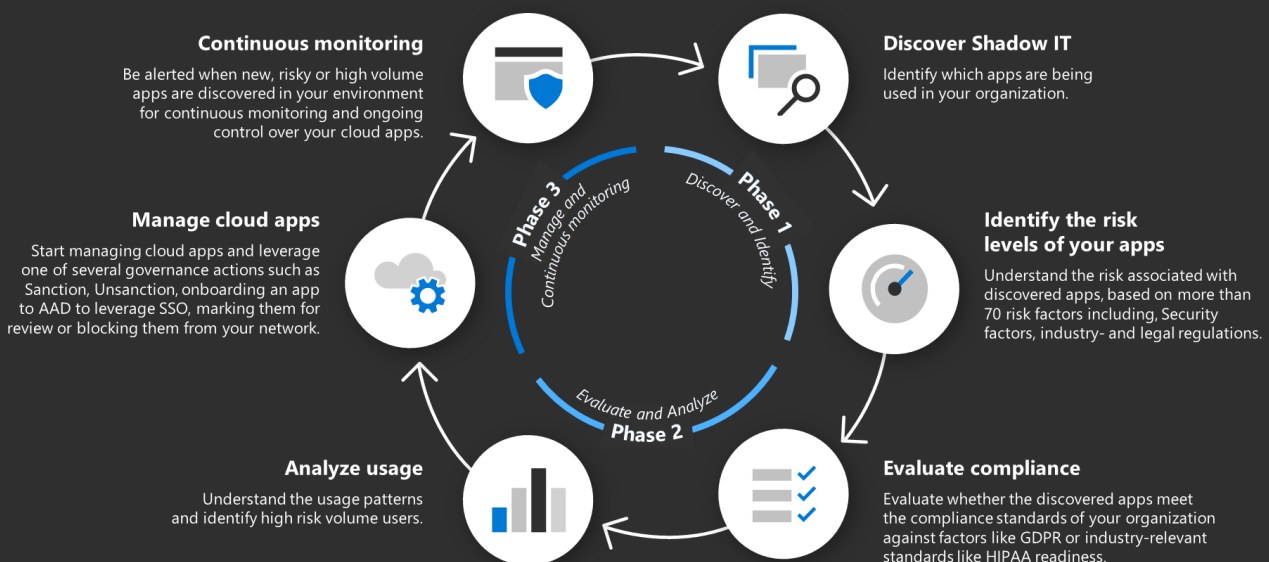 Continuous monitoring
Be alerted when new, risky or high volume
apps are discovered in your environment
for continuous monitoring and ongoing
control over your cloud apps.
Discover Shadow IT
Identify which apps are being
used in your organization.
Identify the risk
levels of your apps
Understand the risk associated with
discovered apps, based on more than
70 risk factors including, Security
factors, industry- and legal regulations.
Evaluate compliance
Evaluate whether the discovered apps meet
the compliance standards of your organization
against factors like GDPR or industry-relevant
standards like HIPAA readiness.
Analyze usage
Understand the usage patterns
and identify high risk volume users.
Manage cloud apps
Start managing cloud apps and leverage
one of several governance actions such as
Sanction, Unsanction, onboarding an app
to AAD to leverage SSO, marking them for
review or blocking them from your network.
Phase 1
Discover and Identify
Evaluate and Analyze
Phase 2
Phase 3
Manage and
Continuous monitoring